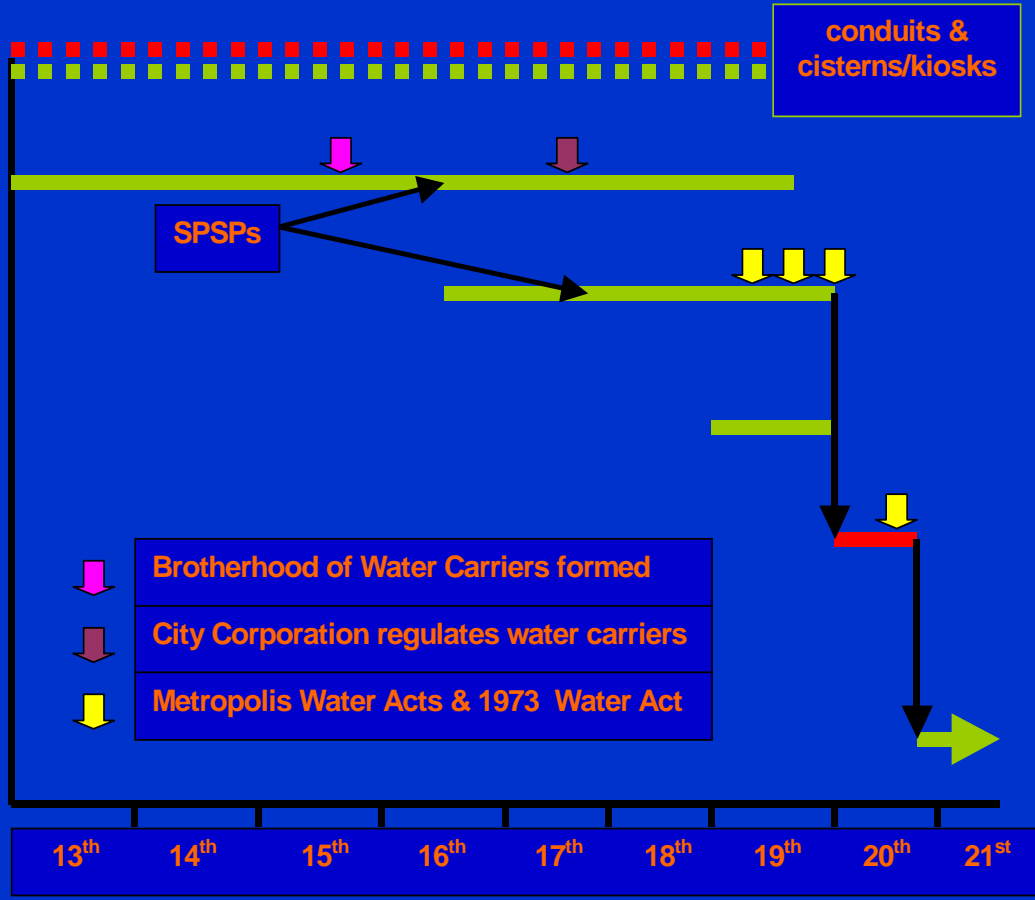 conduits &
cisterns/kiosks
SPSPs
Brotherhood of Water Carriers formed
City Corporation regulates water carriers
Metropolis Water Acts & 1973 Water Act
13th 14th 15th 16th 17th 18th 19th 20th 21st